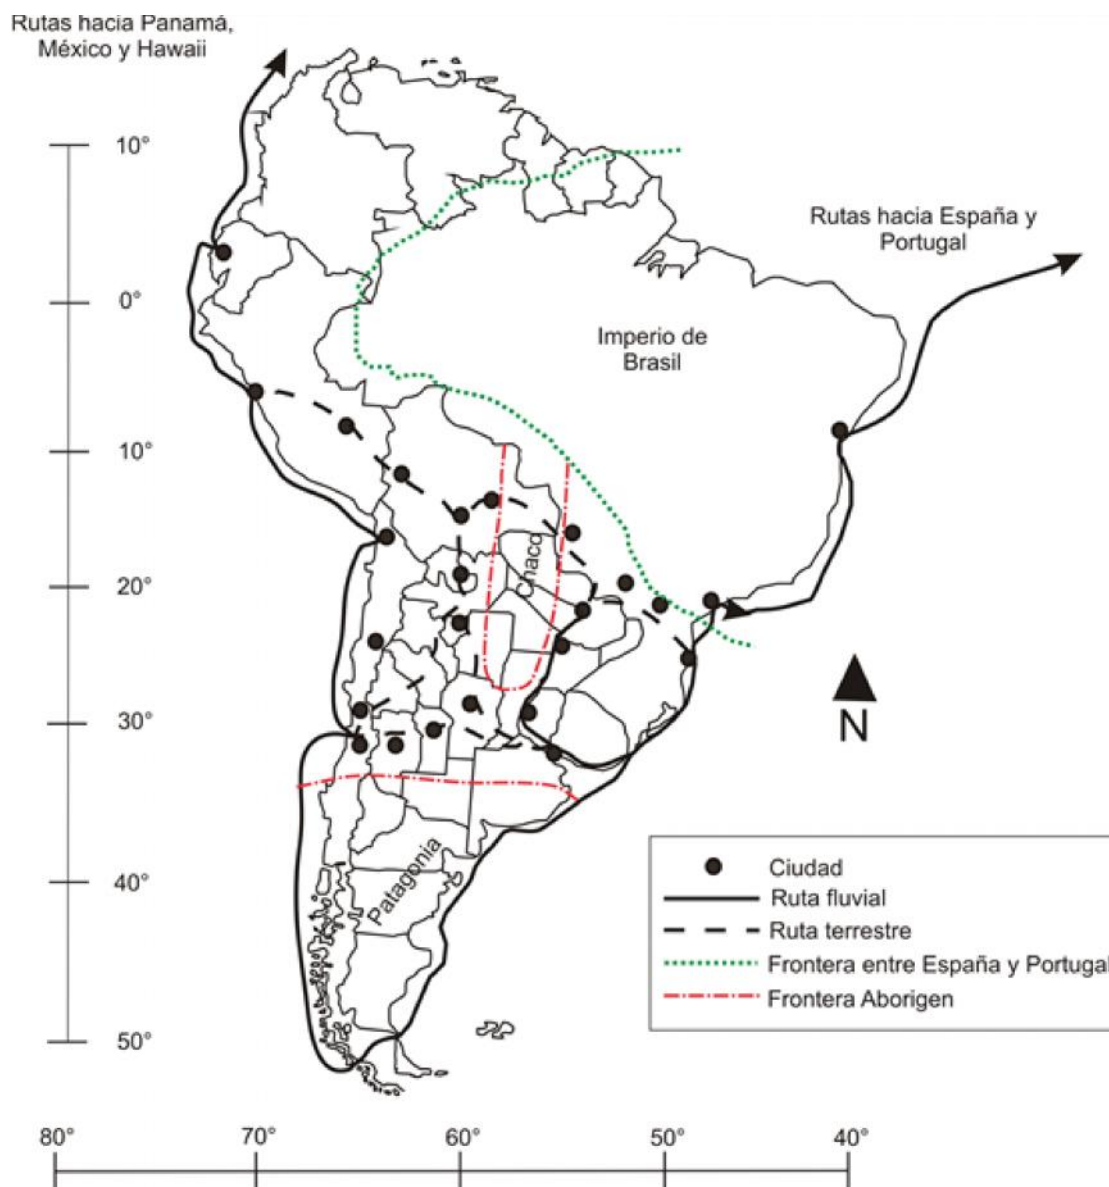 Rutas hacia Panamá,
México y Hawaii
10°
Rutas hacia España y
Portugal
0°
Imperio de
Brasil
10°
Chaco
20°
30°
N
Patagonia
40°
50°
Ciudad
Ruta fluvial
Ruta terrestre
Frontera entre España y Portugal
Frontera Aborigen
80°
70°
60°
50°
40°